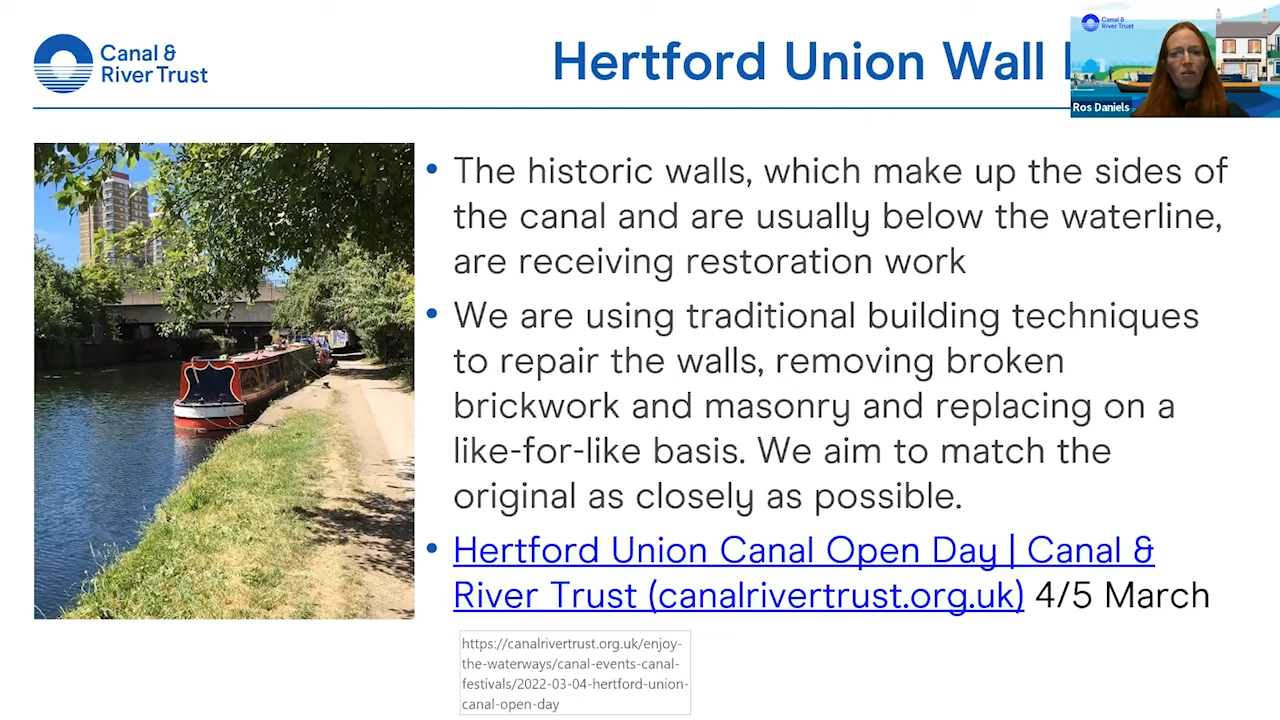 Canal &
River Trust
Hertford Union Wall
Canal &
River Trust
Ros Daniels
• The historic walls, which make up the sides of
the canal and are usually below the waterline,
are receiving restoration work
• We are using traditional building techniques
to repair the walls, removing broken
brickwork and masonry and replacing on a
like-for-like basis. We aim to match the
original as closely as possible.
• Hertford Union Canal Open Day | Canal &
River Trust (canalrivertrust.org.uk) 4/5 March
https://canalrivertrust.org.uk/enjoy-
the-waterways/canal-events-canal-
festivals/2022-03-04-hertford-union-
canal-open-day